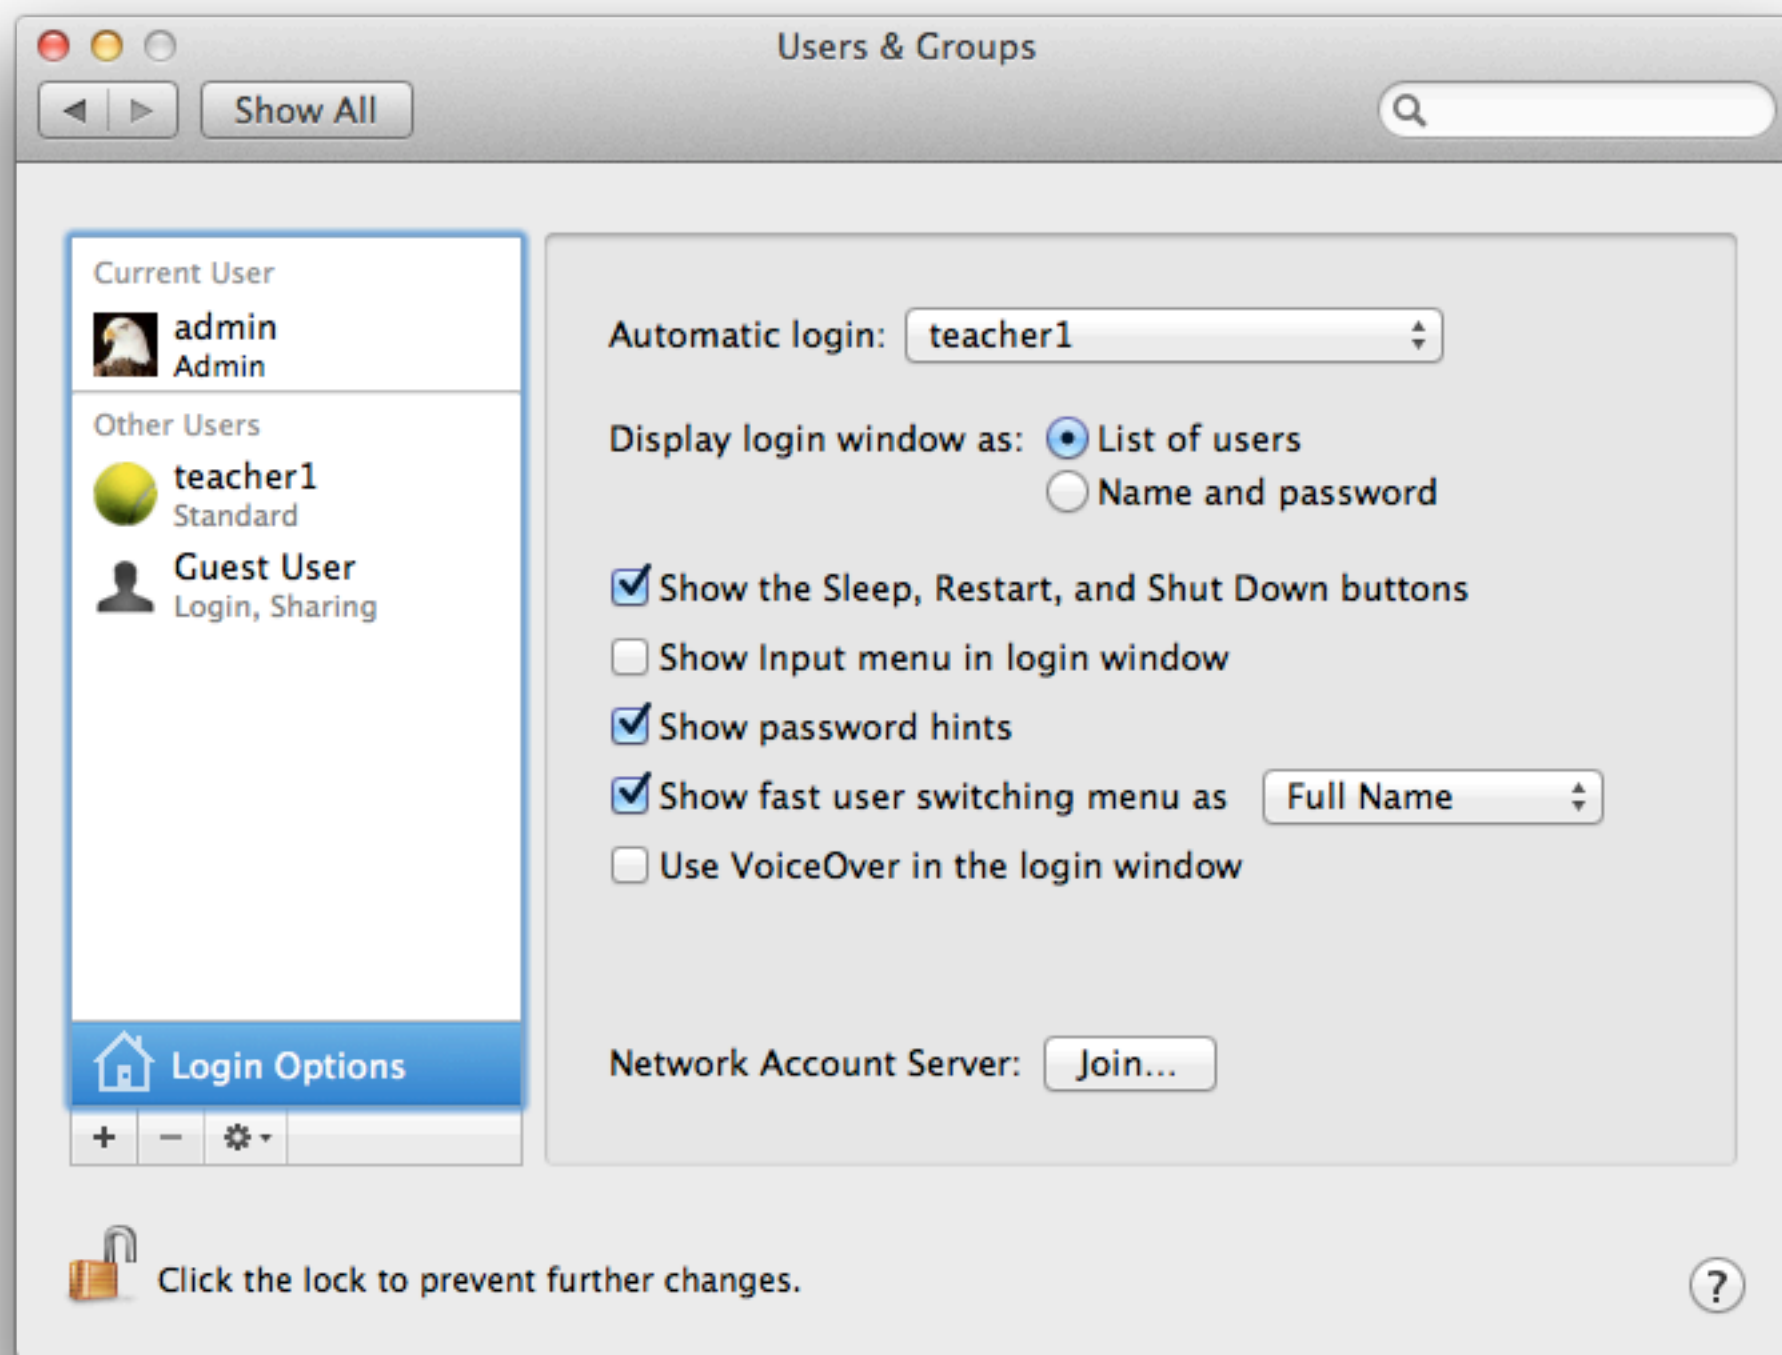 Users & Groups
Show All
Current User
admin
Admin
Other Users
teacher1
Standard
Guest User
Login, Sharing
Login Options
Automatic login: teacher1
Display login window as: List of users
Name and password
Show the Sleep, Restart, and Shut Down buttons
Show Input menu in login window
Show password hints
Show fast user switching menu as Full Name
Use VoiceOver in the login window
Network Account Server: Join...
Click the lock to prevent further changes.
?